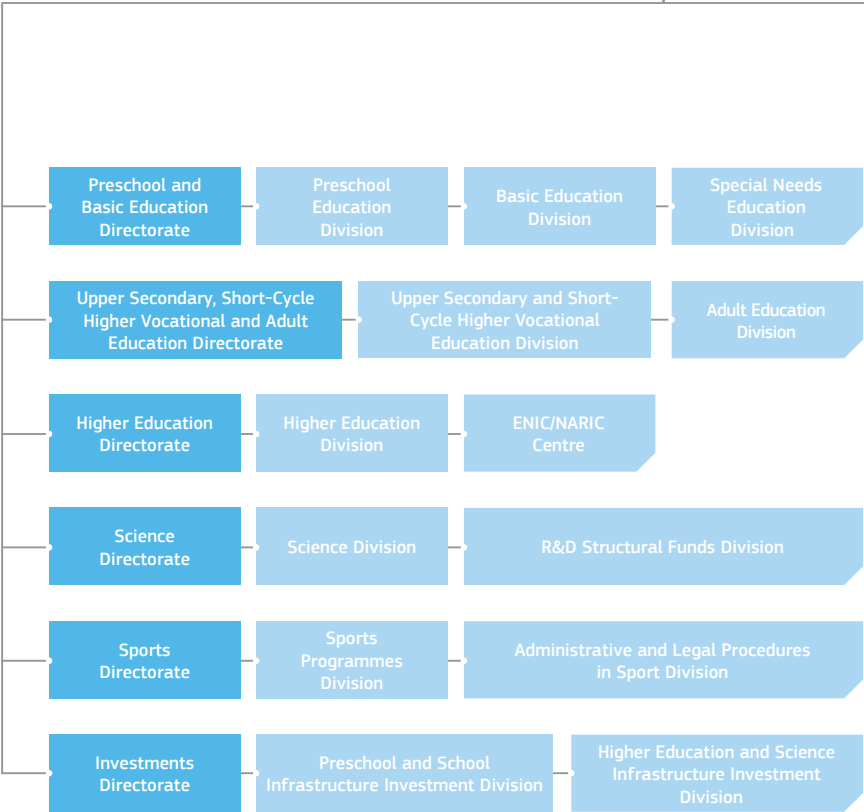 Preschool and
Basic Education
Directorate
Preschool
Education
Division
Basic Education
Division
Special Needs
Education
Division
Upper Secondary, Short-Cycle
Higher Vocational and Adult
Education Directorate
Upper Secondary and Short-
Cycle Higher Vocational
Education Division
Adult Education
Division
Higher Education
Directorate
Higher Education
Division
ENIC/NARIC
Centre
Science
Directorate
Science Division
R&D Structural Funds Division
Sports
Directorate
Sports
Programmes
Division
Administrative and Legal Procedures
in Sport Division
Investments
Directorate
Preschool and School
Infrastructure Investment Division
Higher Education and Science
Infrastructure Investment
Division